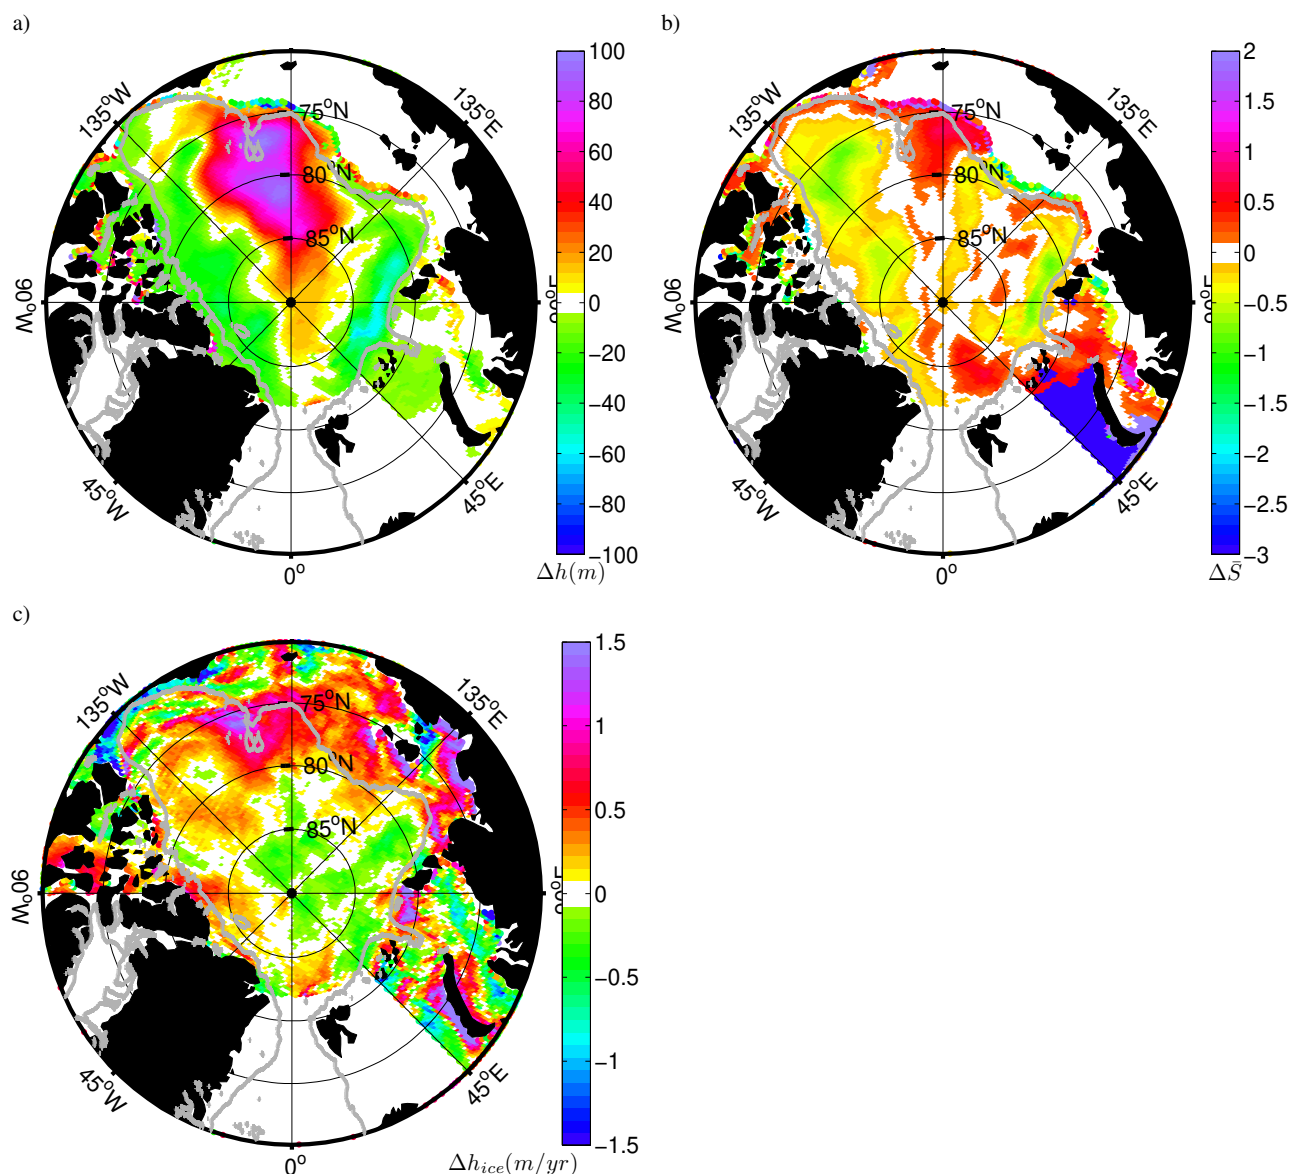 a)
135°W
135°E
75°N
80°N
85°N
90°W
45°W
0°
45°E
100
80
60
40
20
0
−20
−40
−60
−80
−100
Δh(m)
b)
135°W
135°E
75°N
80°N
85°N
90°W
45°W
0°
45°E
2
1.5
1
0.5
0
−0.5
−1
−1.5
−2
−2.5
−3
ΔS̄
c)
135°W
135°E
75°N
80°N
85°N
90°W
45°W
0°
45°E
1.5
1
0.5
0
−0.5
−1
−1.5
Δh_ice(m/yr)